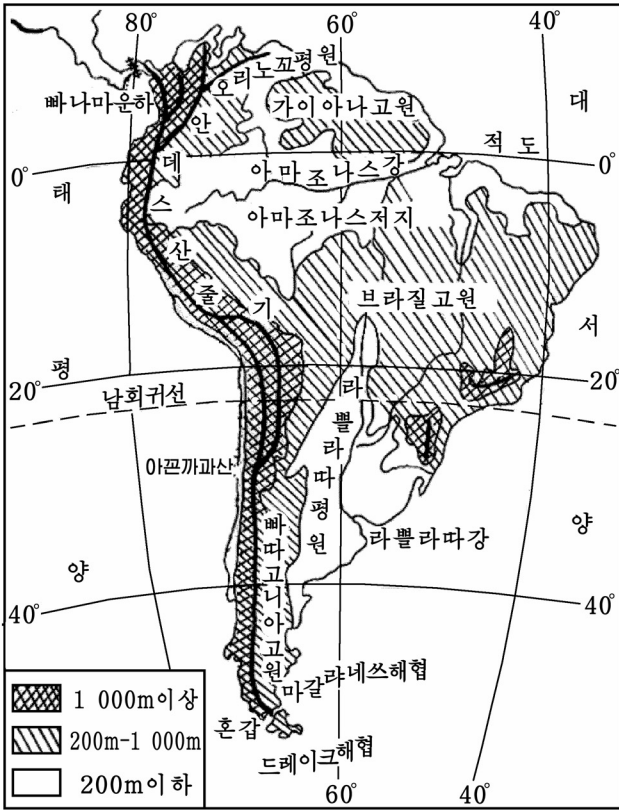 80°
60°
40°
오리노꼬평원
빠나마운하
가이아나고원
대
적 도
0°
0°
안데스산줄기
아마조나스강
태
아마조나스저지
브라질고원
서
평
20°
20°
남회귀선
라쁠라따평원
아낀까과산
라쁠라따강
양
양
빠따고니아고원
40°
40°
마갈랴네쓰해협
혼갑
드레이크해협
60°
40°
1 000m이상
200m-1 000m
200m이하